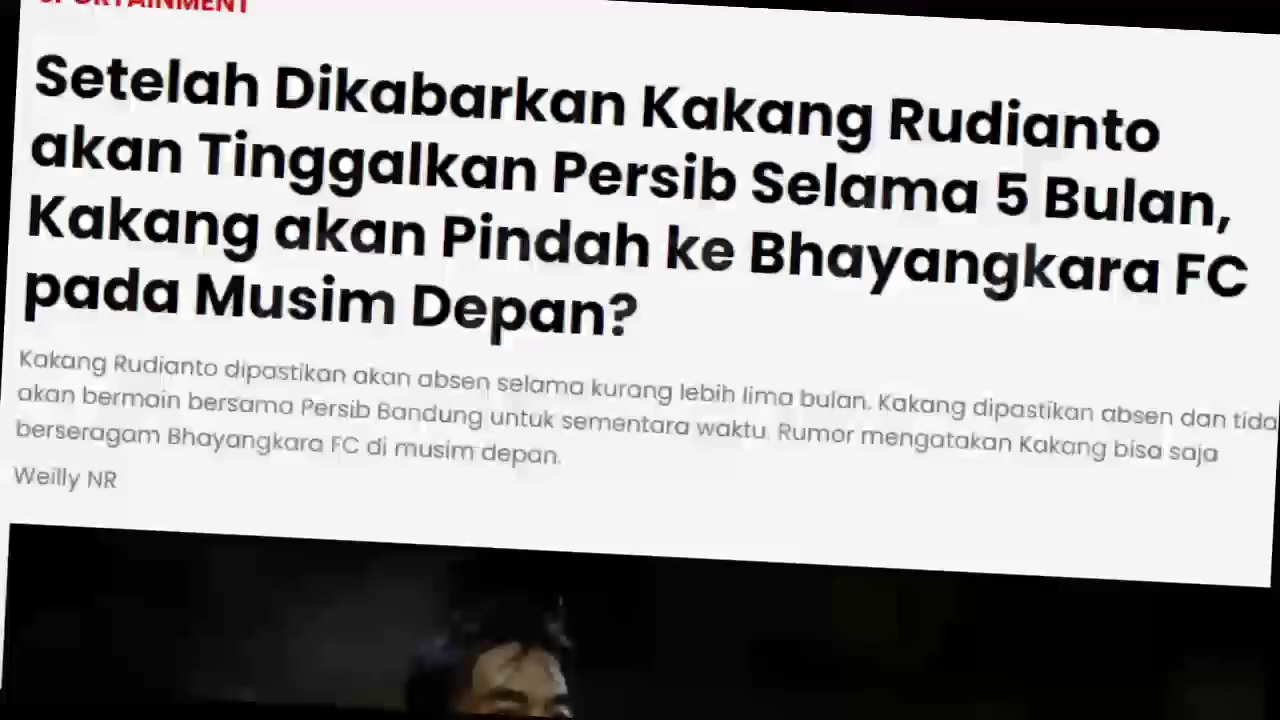 SPORTAINMENT
Setelah Dikabarkan Kakang Rudianto
akan Tinggalkan Persib Selama 5 Bulan,
Kakang akan Pindah ke Bhayangkara FC
pada Musim Depan?
Kakang Rudianto dipastikan akan absen selama kurang lebih lima bulan. Kakang dipastikan absen dan tida
akan bermain bersama Persib Bandung untuk sementara waktu. Rumor mengatakan Kakang bisa saja
berseragam Bhayangkara FC di musim depan.
Weilly NR